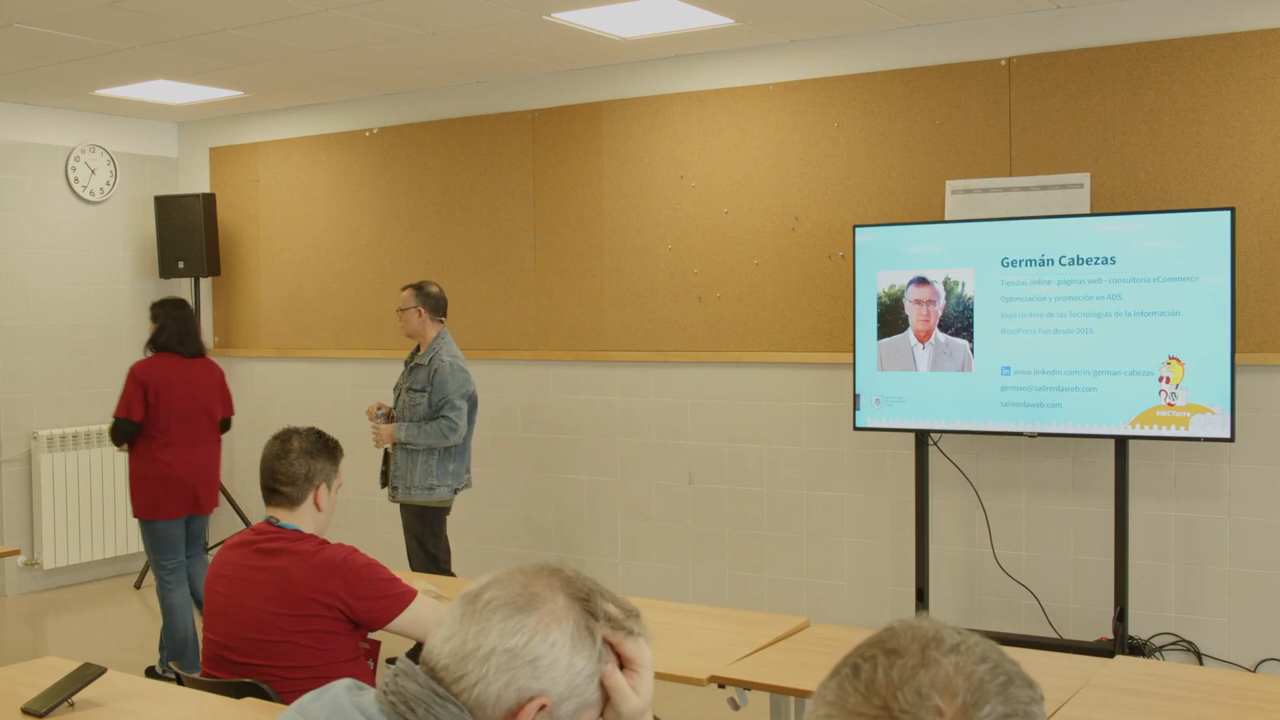 Germán Cabezas
Tiendas online - páginas web - consultoría eCommerce
Optimización y promoción en ADS.
Viejo rockero de las Tecnologías de la Información.
WordPress Fan desde 2016.
www.linkedin.com/in/german-cabezas
german@salirenlaweb.com
salirenlaweb.com
#WCTorre